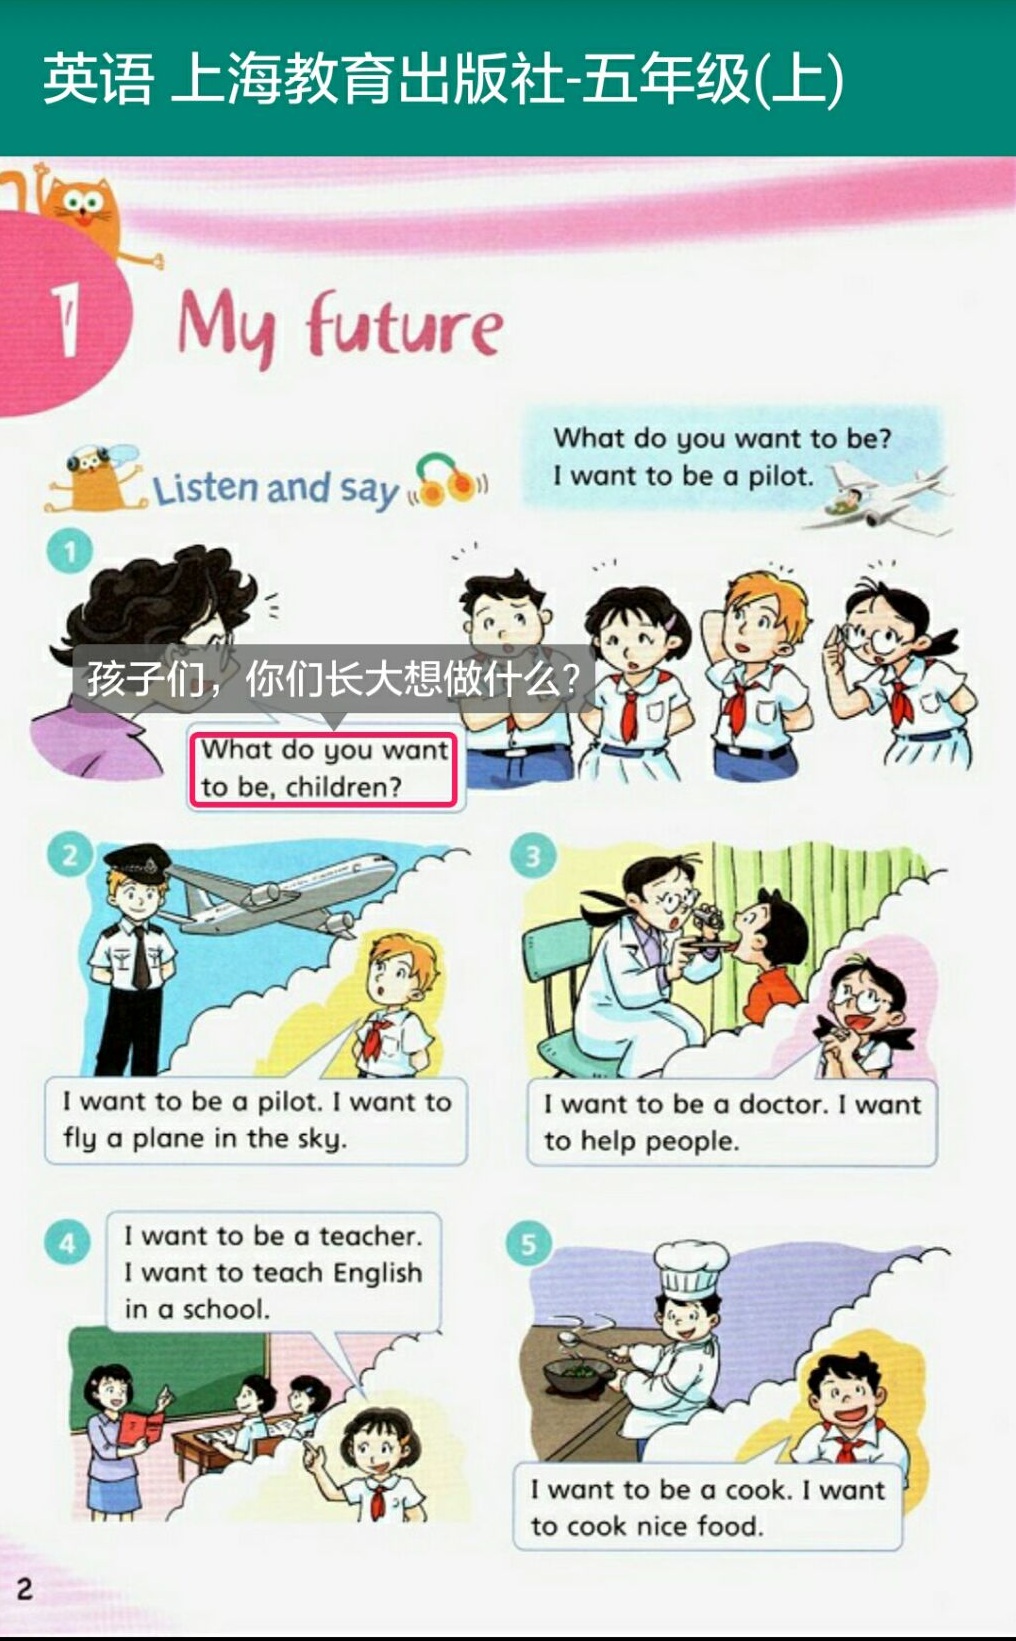 英语 上海教育出版社-五年级(上)
1
My future
Listen and say
What do you want to be?
I want to be a pilot.
1
孩子们，你们长大想做什么?
What do you want
to be, children?
2
I want to be a pilot. I want to
fly a plane in the sky.
3
I want to be a doctor. I want
to help people.
4
I want to be a teacher.
I want to teach English
in a school.
5
I want to be a cook. I want
to cook nice food.
2